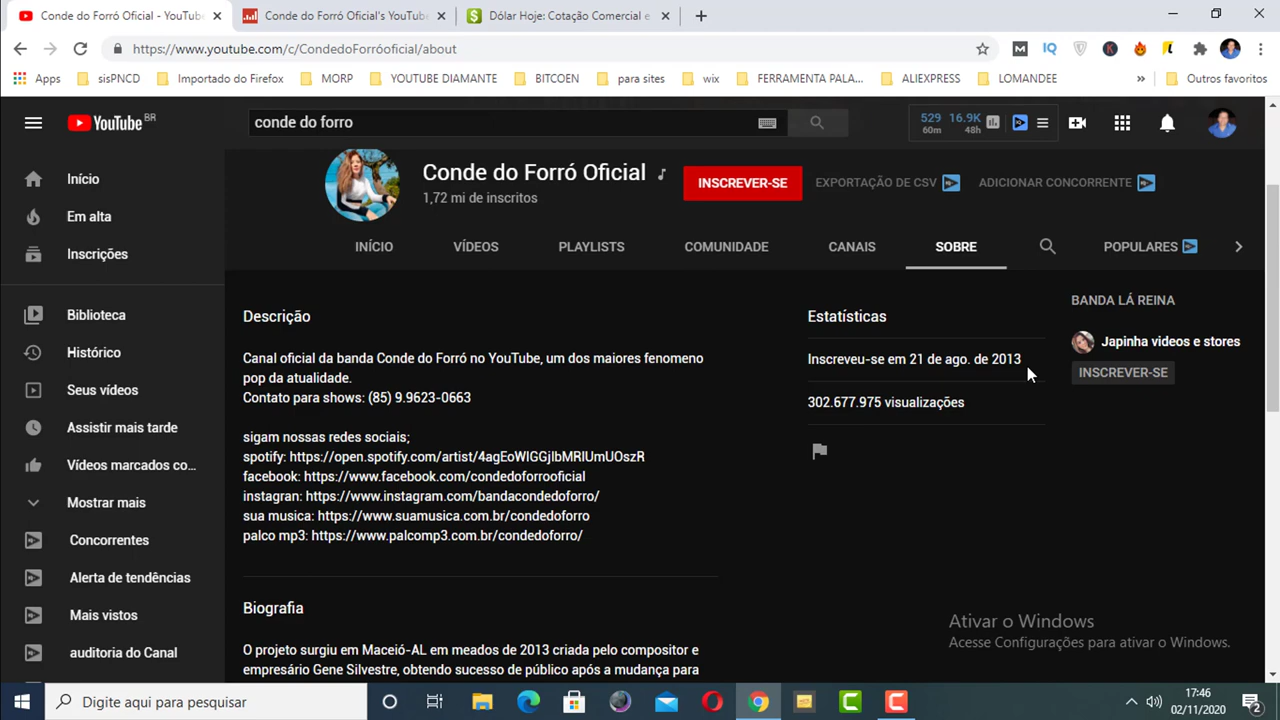 Conde do Forró Oficial - YouTube
Conde do Forró Oficial's YouTube
Dólar Hoje: Cotação Comercial e
https://www.youtube.com/c/CondedoForróoficial/about
Apps
sisPNCD
Importado do Firefox
MORP
YOUTUBE DIAMANTE
BITCOEN
para sites
wix
FERRAMENTA PALA...
ALIEXPRESS
LOMANDEE
»
Outros favoritos
YouTube BR
conde do forro
529 60m
16.9K 48h
Conde do Forró Oficial
1,72 mi de inscritos
INSCREVER-SE
EXPORTAÇÃO DE CSV
ADICIONAR CONCORRENTE
INÍCIO
VÍDEOS
PLAYLISTS
COMUNIDADE
CANAIS
SOBRE
POPULARES
Início
Em alta
Inscrições
Biblioteca
Histórico
Seus vídeos
Assistir mais tarde
Vídeos marcados co...
Mostrar mais
Concorrentes
Alerta de tendências
Mais vistos
auditoria do Canal
Descrição
Canal oficial da banda Conde do Forró no YouTube, um dos maiores fenomeno
pop da atualidade.
Contato para shows: (85) 9.9623-0663
sigam nossas redes sociais;
spotify: https://open.spotify.com/artist/4agEoWIGGjIbMRIUmUOszR
facebook: https://www.facebook.com/condedoforrooficial
instagran: https://www.instagram.com/bandacondedoforro/
sua musica: https://www.suamusica.com.br/condedoforro
palco mp3: https://www.palcomp3.com.br/condedoforro/
Biografia
O projeto surgiu em Maceió-AL em meados de 2013 criada pelo compositor e
empresário Gene Silvestre, obtendo sucesso de público após a mudança para
Estatísticas
Inscreveu-se em 21 de ago. de 2013
302.677.975 visualizações
BANDA LÁ REINA
Japinha videos e stores
INSCREVER-SE
Ativar o Windows
Acesse Configurações para ativar o Windows.
Digite aqui para pesquisar
17:46
02/11/2020
2